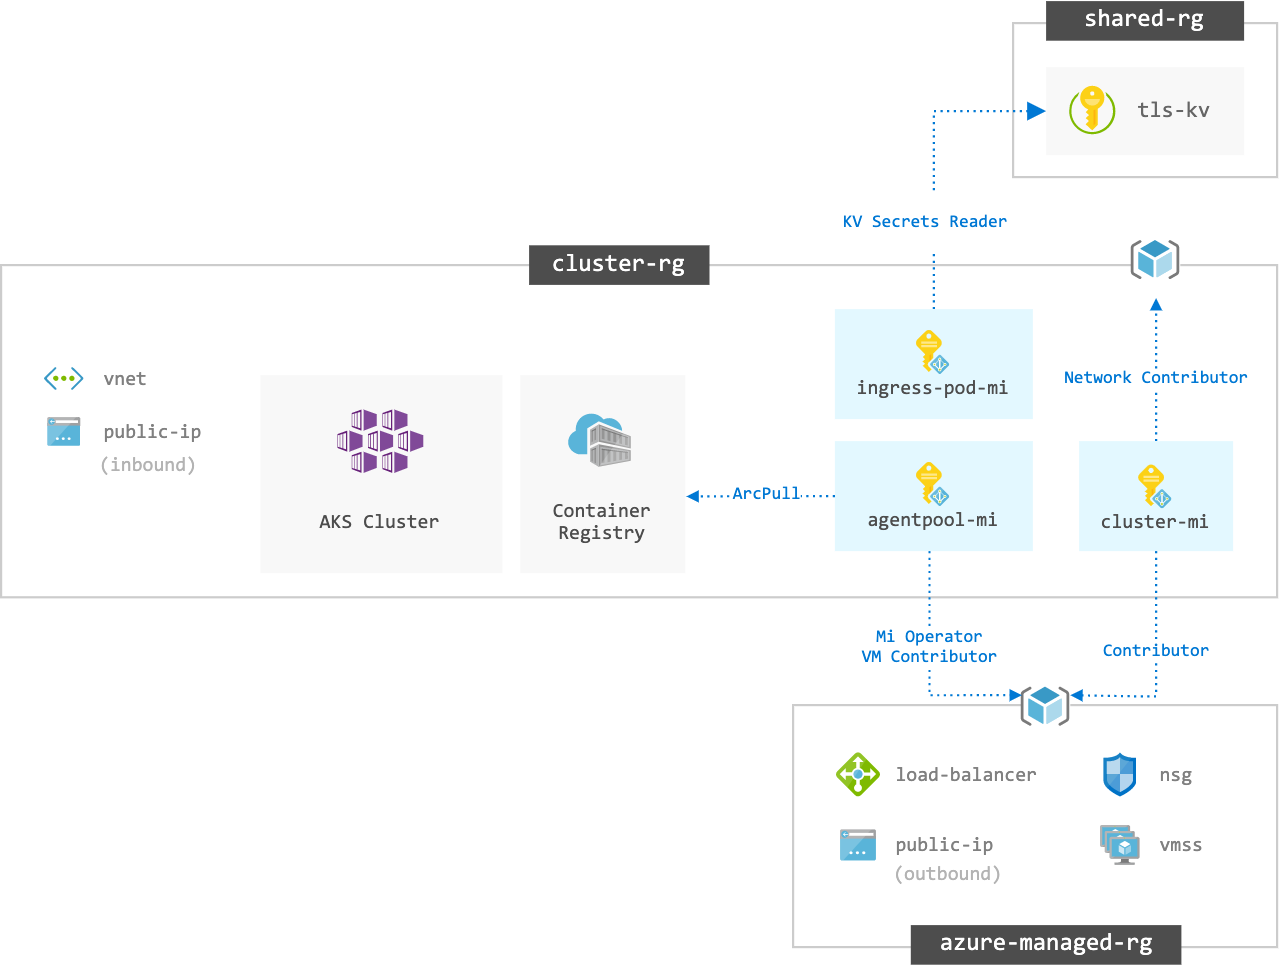 shared-rg
tls-kv
KV Secrets Reader
cluster-rg
vnet
public-ip
(inbound)
AKS Cluster
Container
Registry
ArcPull
ingress-pod-mi
agentpool-mi
Network Contributor
cluster-mi
Mi Operator
VM Contributor
Contributor
load-balancer
nsg
public-ip
(outbound)
vmss
azure-managed-rg